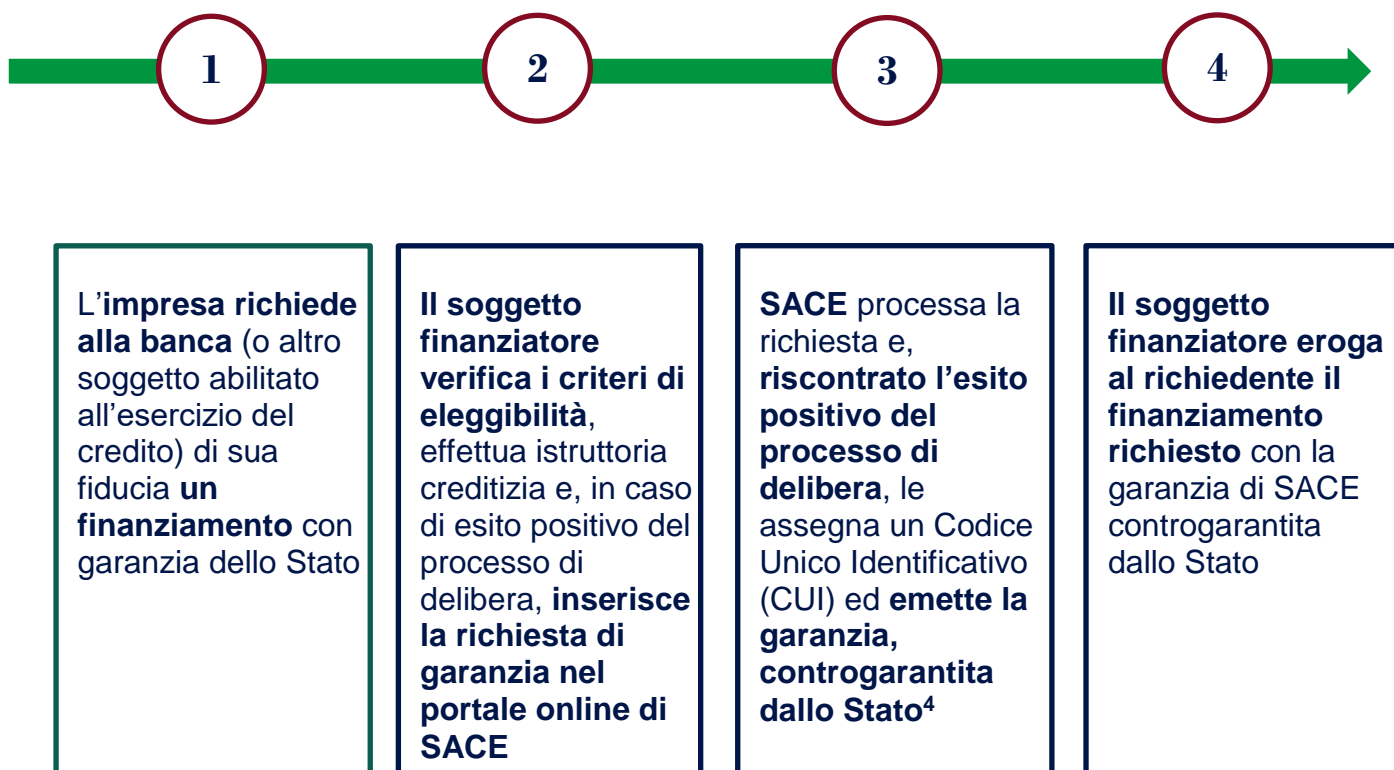 1
2
3
4
L’impresa richiede
alla banca (o altro
soggetto abilitato
all’esercizio del
credito) di sua
fiducia un
finanziamento con
garanzia dello Stato
Il soggetto
finanziatore
verifica i criteri di
eleggibilità,
effettua istruttoria
creditizia e, in caso
di esito positivo del
processo di
delibera, inserisce
la richiesta di
garanzia nel
portale online di
SACE
SACE processa la
richiesta e,
riscontrato l’esito
positivo del
processo di
delibera, le
assegna un Codice
Unico Identificativo
(CUI) ed emette la
garanzia,
controgarantita
dallo Stato⁴
Il soggetto
finanziatore eroga
al richiedente il
finanziamento
richiesto con la
garanzia di SACE
controgarantita
dallo Stato